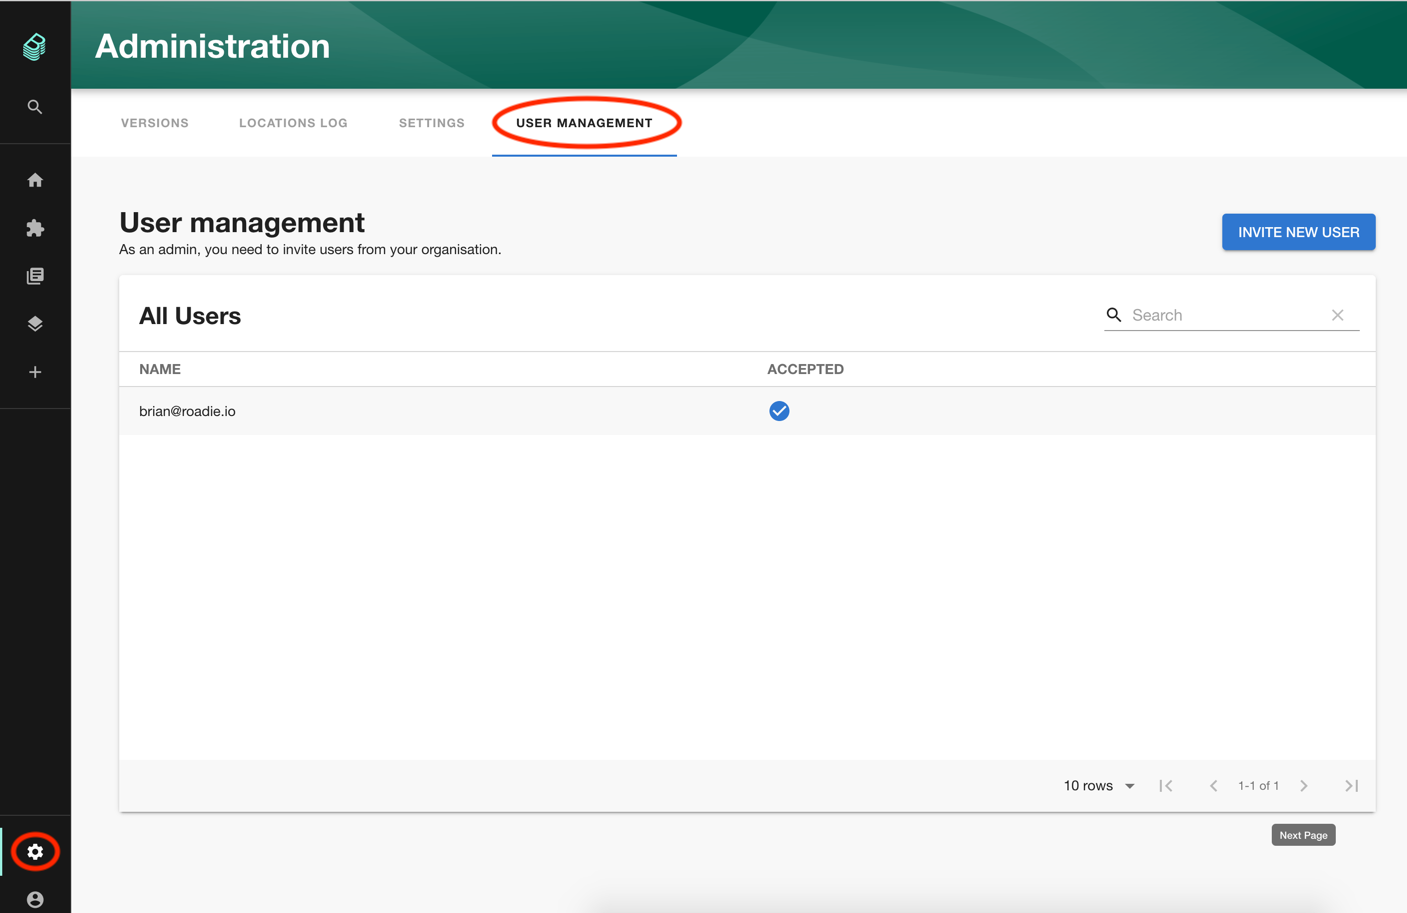 Administration
VERSIONS
LOCATIONS LOG
SETTINGS
USER MANAGEMENT
User management
As an admin, you need to invite users from your organisation.
INVITE NEW USER
All Users
Search
NAME
ACCEPTED
brian@roadie.io
10 rows
1-1 of 1
Next Page